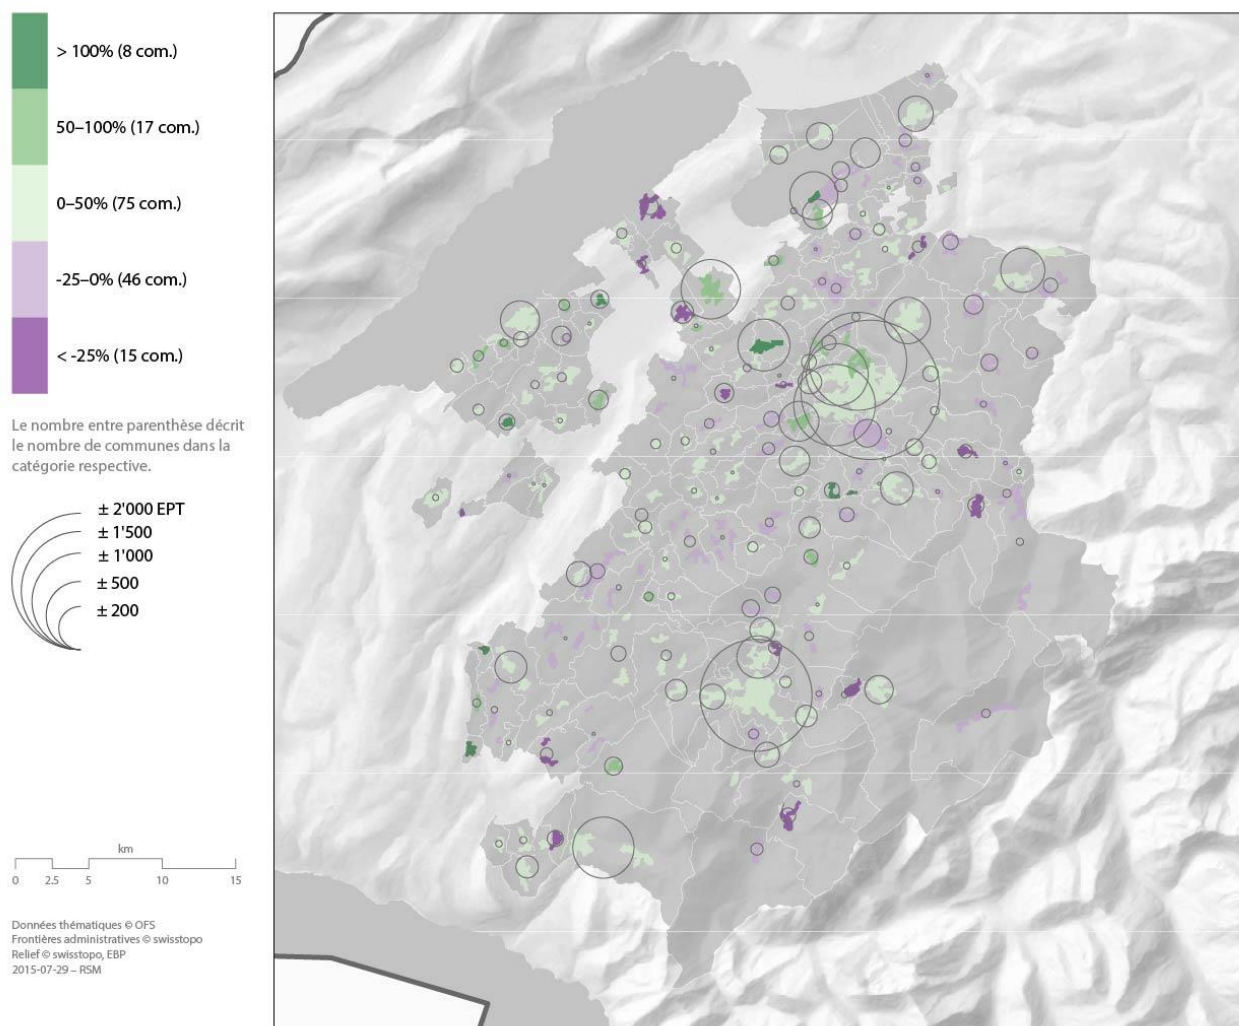 > 100% (8 com.)
50–100% (17 com.)
0–50% (75 com.)
-25–0% (46 com.)
< -25% (15 com.)
Le nombre entre parenthèse décrit
le nombre de communes dans la
catégorie respective.
± 2'000 EPT
± 1'500
± 1'000
± 500
± 200
km
0 2.5 5 10 15
Données thématiques © OFS
Frontières administratives © swisstopo
Relief © swisstopo, EBP
2015-07-29 – RSM